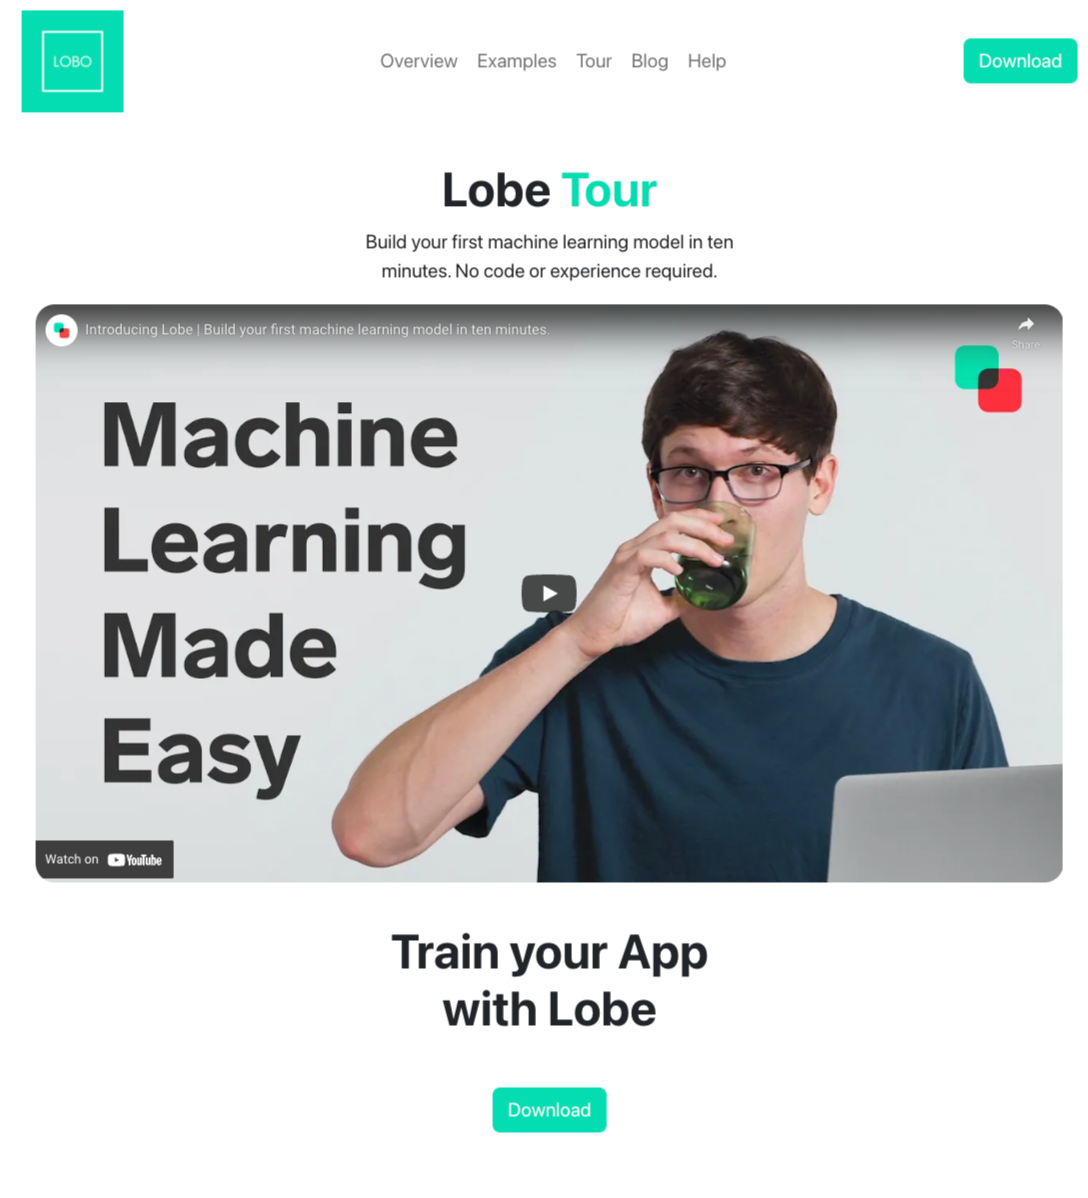 LOBO
Overview Examples Tour Blog Help
Download
Lobe Tour
Build your first machine learning model in ten
minutes. No code or experience required.
Introducing Lobe | Build your first machine learning model in ten minutes.
Share
Machine
Learning
Made
Easy
Watch on YouTube
Train your App
with Lobe
Download